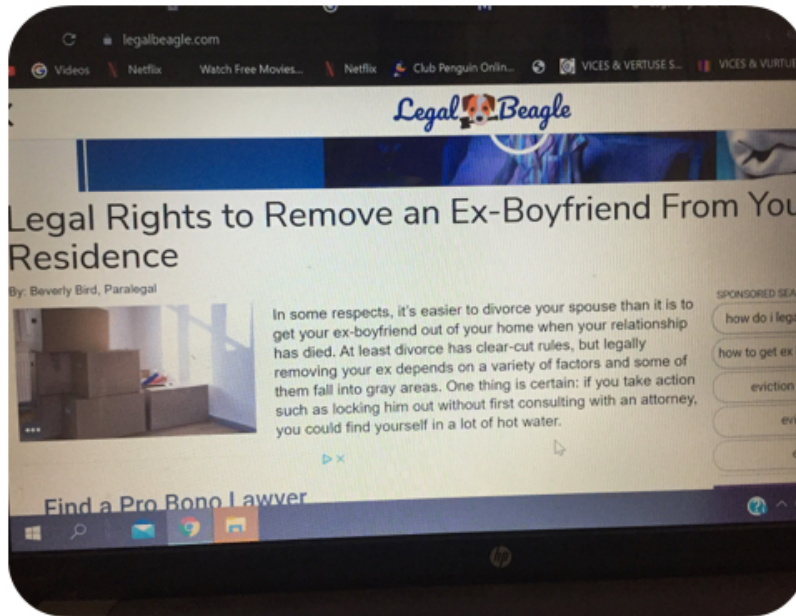 legalbeagle.com
Videos Netflix Watch Free Movies... Netflix Club Penguin Onlin... VICES & VERTUSE S... VICES &
Legal Beagle
Legal Rights to Remove an Ex-Boyfriend From
Residence
By: Beverly Bird, Paralegal
In some respects, it's easier to divorce your spouse than it is to
get your ex-boyfriend out of your home when your relationship
has died. At least divorce has clear-cut rules, but legally
removing your ex depends on a variety of factors and some of
them fall into gray areas. One thing is certain: if you take action
such as locking him out without first consulting with an attorney,
you could find yourself in a lot of hot water.
SPONSORED
how do i
how to get ex
eviction
Find a Pro Bono Lawyer
hp